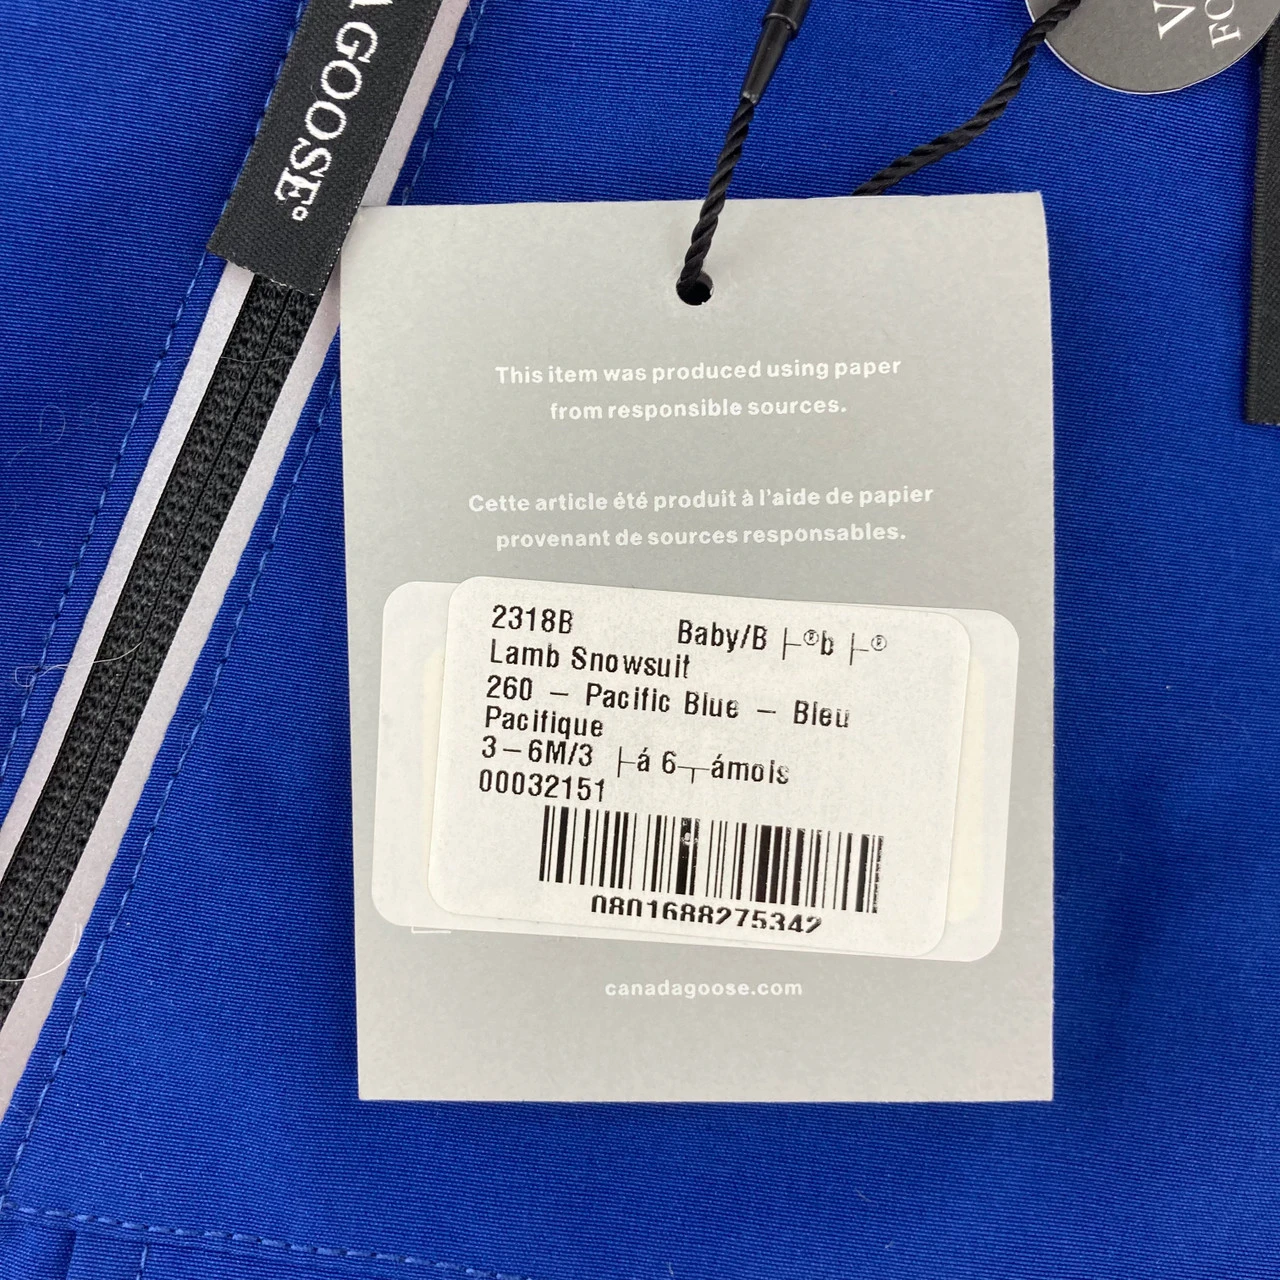 A GOOSE®
V
FO
This item was produced using paper
from responsible sources.
Cette article été produit à l'aide de papier
provenant de sources responsables.
2318B Baby/B ├®b ├®
Lamb Snowsuit
260 – Pacific Blue – Bleu
Pacifique
3–6M/3 ├á 6┬ámois
00032151
0801688275342
canadagoose.com